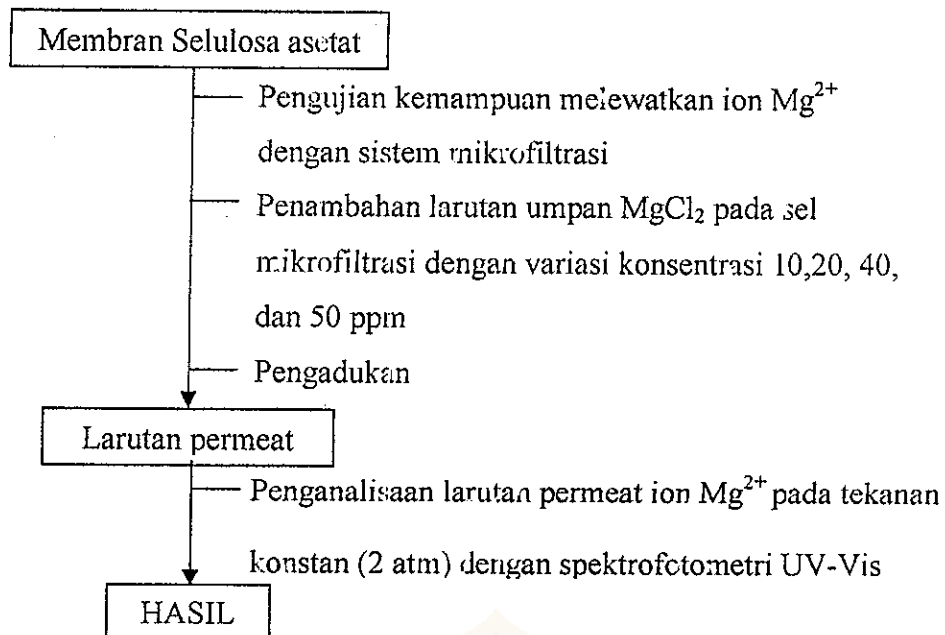 Membran Selulosa asetat
Pengujian kemampuan melewatkan ion Mg²⁺
dengan sistem mikrofiltrasi
Penambahan larutan umpan MgCl₂ pada sel
mikrofiltrasi dengan variasi konsentrasi 10,20, 40,
dan 50 ppm
Pengadukan
Larutan permeat
Penganalisaan larutan permeat ion Mg²⁺ pada tekanan
konstan (2 atm) dengan spektrofotometri UV-Vis
HASIL